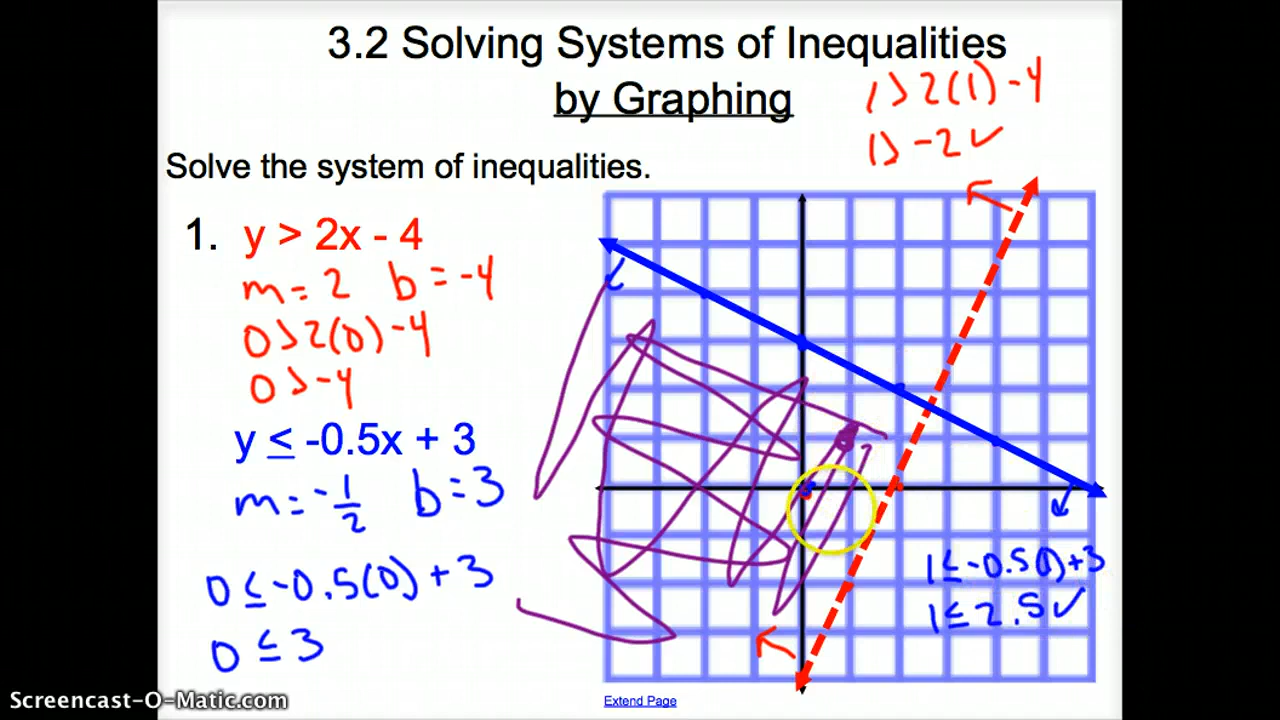 3.2 Solving Systems of Inequalities
by Graphing
1 > 2(1) - 4
1 > -2 ✓
Solve the system of inequalities.
1. y > 2x - 4
m = 2 b = -4
0 > 2(0) - 4
0 > -4
y ≤ -0.5x + 3
m = -1/2 b = 3
0 ≤ -0.5(0) + 3
0 ≤ 3
1 ≤ -0.5(1) + 3
1 ≤ 2.5 ✓
Extend Page
Screencast-O-Matic.com